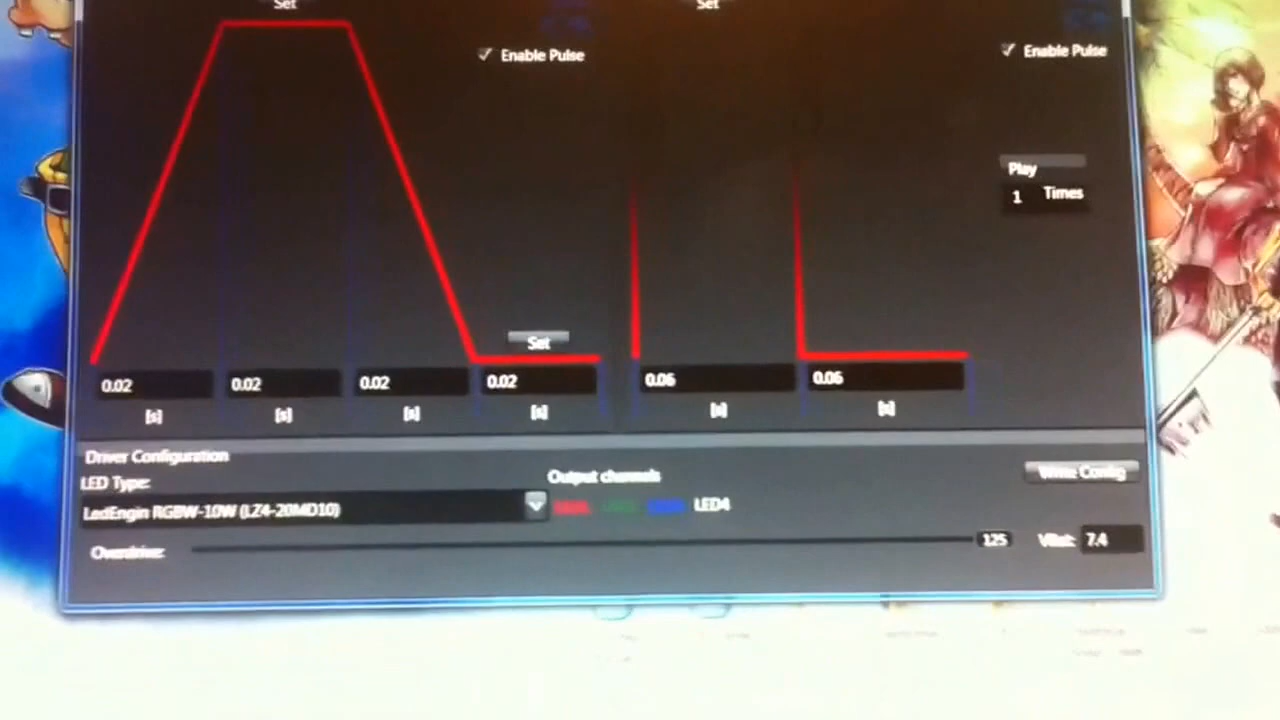 Set
Set
Enable Pulse
Enable Pulse
Play
1 Times
Set
0.02
0.02
0.02
0.02
0.06
0.06
[s]
[s]
[s]
[s]
[s]
[s]
Driver Configuration
LED Type:
Output channels
Write Config
LedEngin RGBW-10W (LZ4-20MD10)
LED4
Overdrive:
125
VBat: 7.4